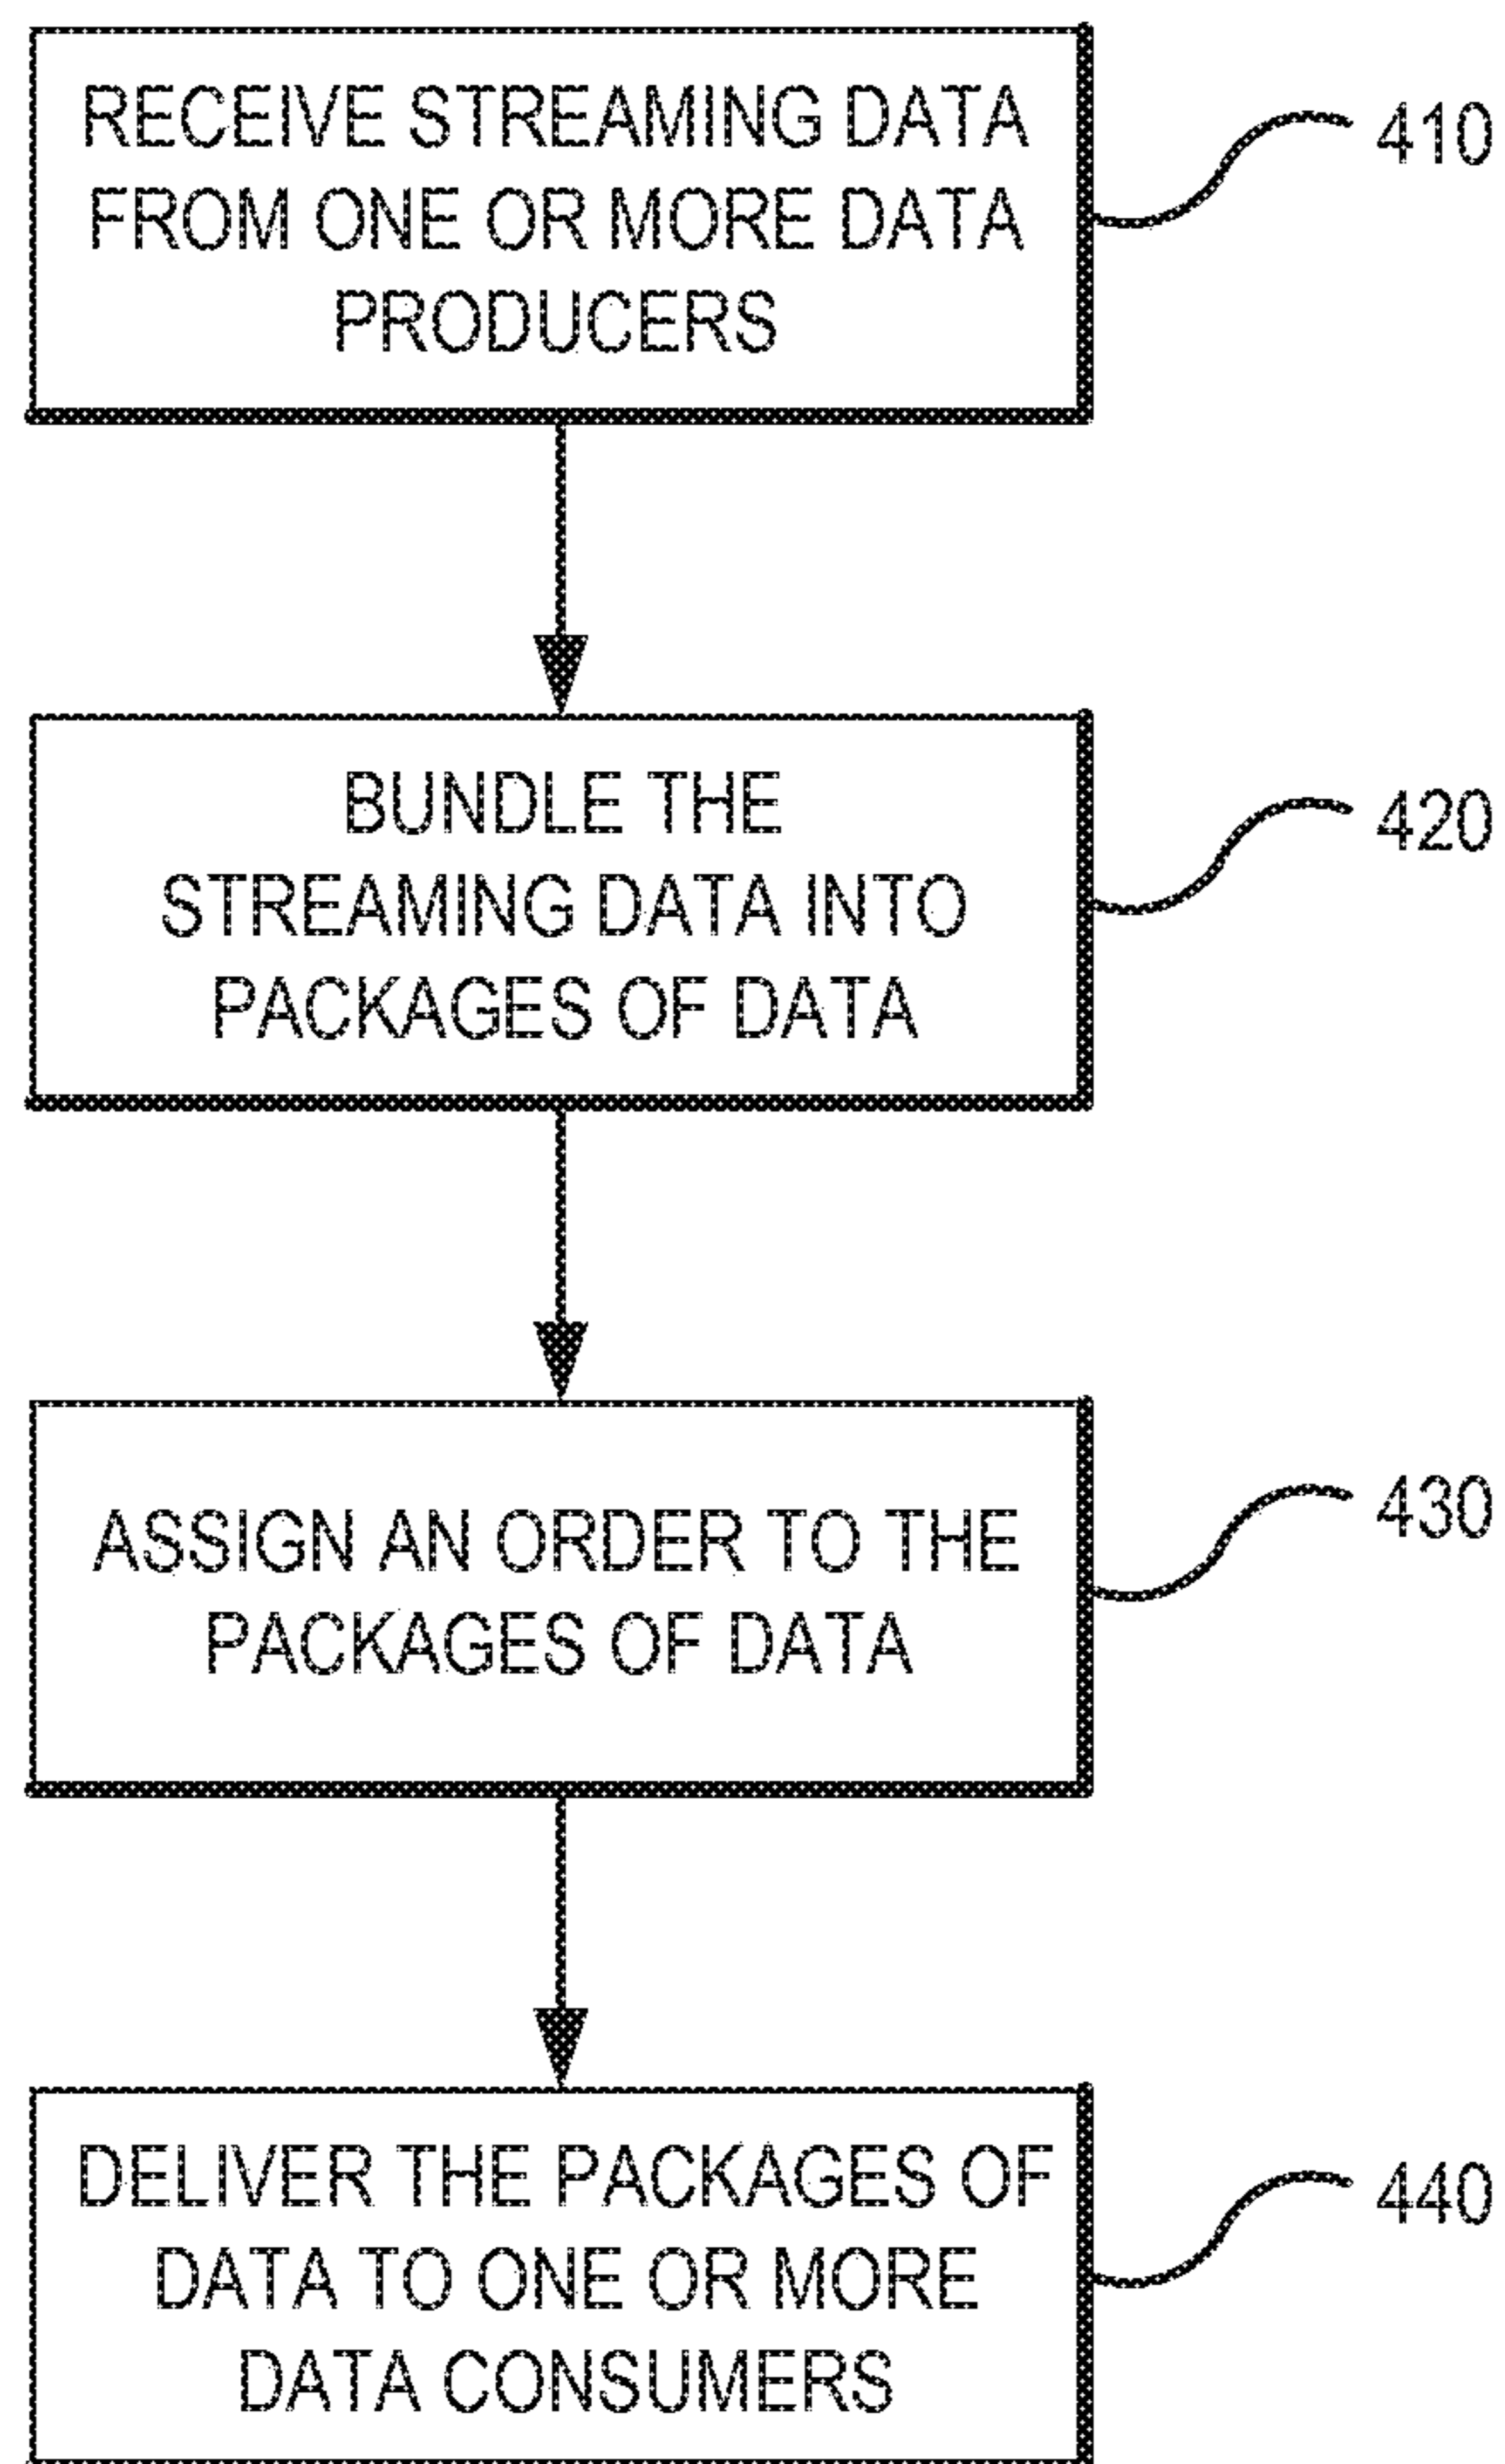 RECEIVE STREAMING DATA
FROM ONE OR MORE DATA
PRODUCERS
410
BUNDLE THE
STREAMING DATA INTO
PACKAGES OF DATA
420
ASSIGN AN ORDER TO THE
PACKAGES OF DATA
430
DELIVER THE PACKAGES OF
DATA TO ONE OR MORE
DATA CONSUMERS
440